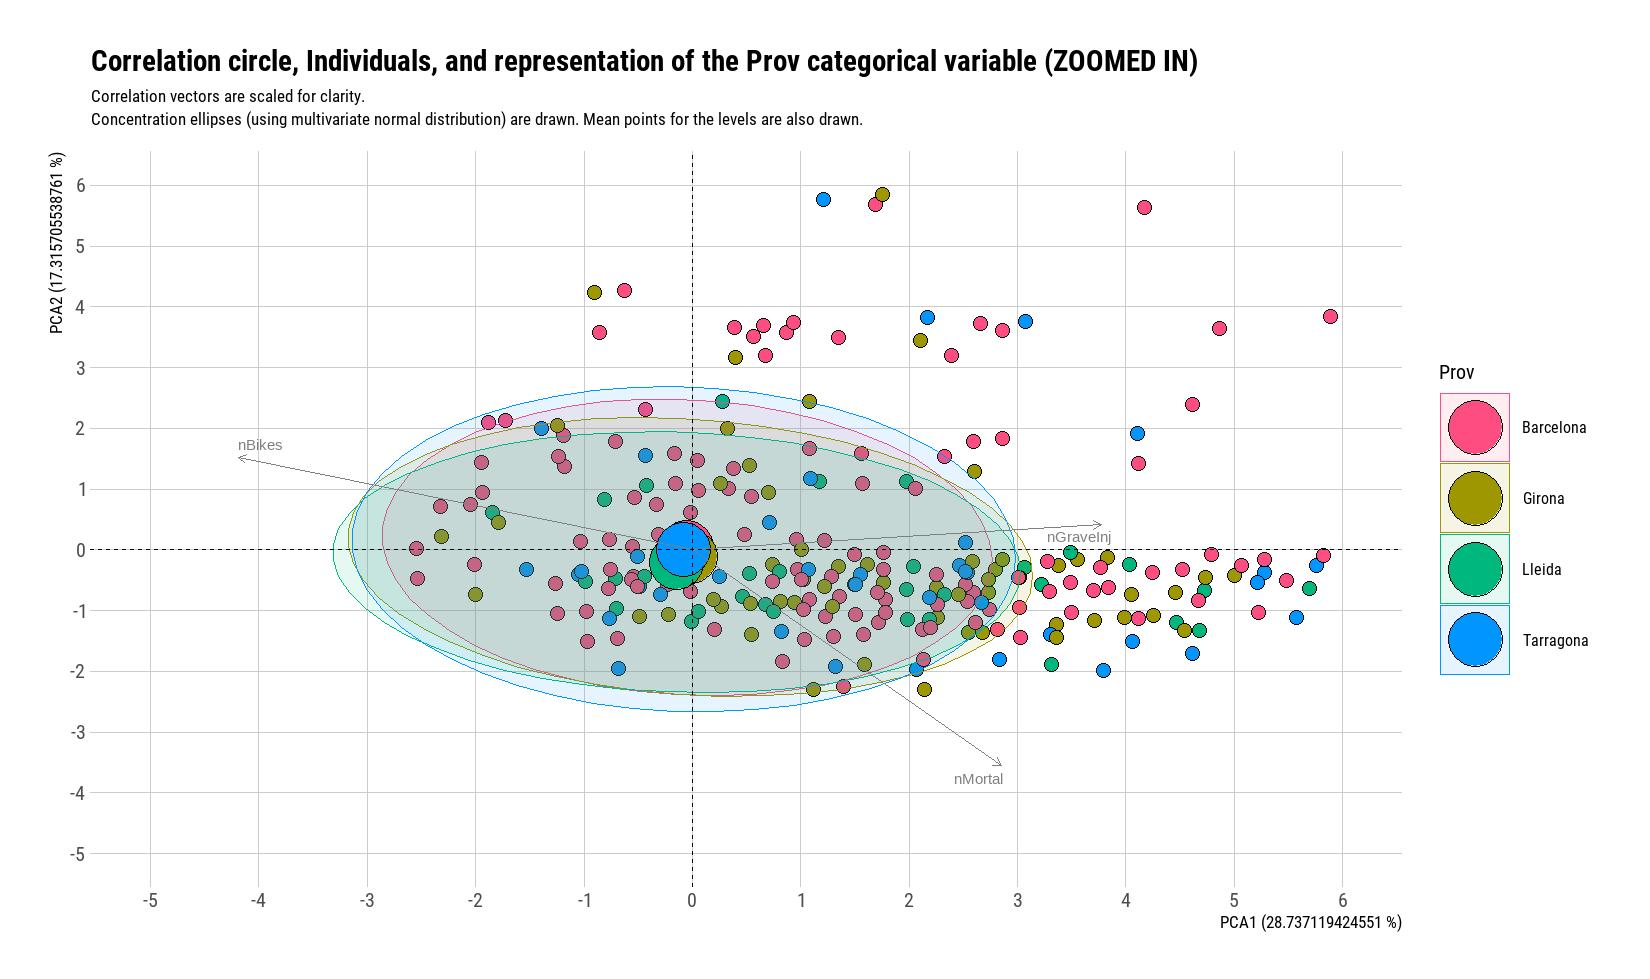 Correlation circle, Individuals, and representation of the Prov categorical variable (ZOOMED IN)
Correlation vectors are scaled for clarity.
Concentration ellipses (using multivariate normal distribution) are drawn. Mean points for the levels are also drawn.
PCA2 (17.315705538761 %)
6
5
4
3
2
1
0
-1
-2
-3
-4
-5
nBikes
nGraveInj
nMortal
-5
-4
-3
-2
-1
0
1
2
3
4
5
6
PCA1 (28.737119424551 %)
Prov
Barcelona
Girona
Lleida
Tarragona